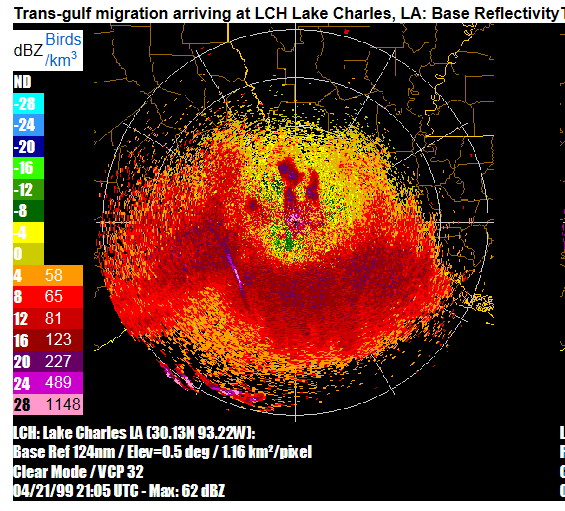 Trans-gulf migration arriving at LCH Lake Charles, LA: Base Reflectivity T
dBZ Birds /km³
ND
-28
-24
-20
-16
-12
-8
-4
0
4 58
8 65
12 81
16 123
20 227
24 489
28 1148
LCH: Lake Charles LA (30.13N 93.22W):
Base Ref 124nm / Elev=0.5 deg / 1.16 km²/pixel
Clear Mode / VCP 32
04/21/99 21:05 UTC - Max: 62 dBZ